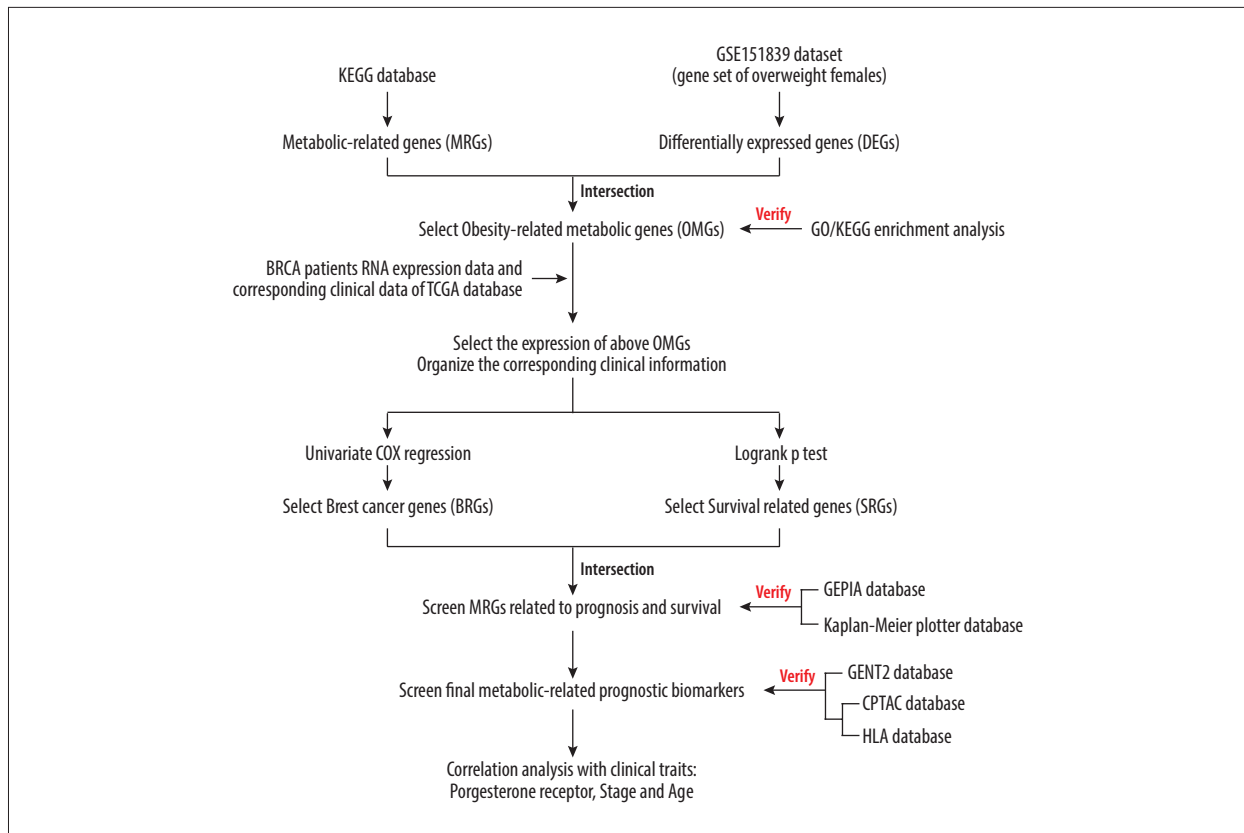 GSE151839 dataset
(gene set of overweight females)
KEGG database
Metabolic-related genes (MRGs)
Differentially expressed genes (DEGs)
Intersection
Select Obesity-related metabolic genes (OMGs)
Verify
GO/KEGG enrichment analysis
BRCA patients RNA expression data and
corresponding clinical data of TCGA database
Select the expression of above OMGs
Organize the corresponding clinical information
Univariate COX regression
Logrank p test
Select Brest cancer genes (BRGs)
Select Survival related genes (SRGs)
Intersection
Screen MRGs related to prognosis and survival
Verify
GEPIA database
Kaplan-Meier plotter database
Screen final metabolic-related prognostic biomarkers
Verify
GENT2 database
CPTAC database
HLA database
Correlation analysis with clinical traits:
Porgesterone receptor, Stage and Age